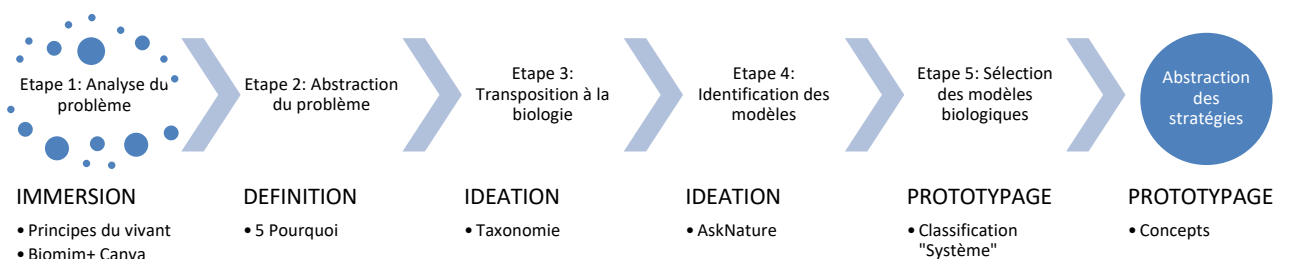 Etape 1: Analyse du
problème
Etape 2: Abstraction
du problème
Etape 3:
Transposition à la
biologie
Etape 4:
Identification des
modèles
Etape 5: Sélection
des modèles
biologiques
Abstraction
des
stratégies
IMMERSION
• Principes du vivant
• Biomim+ Canva
DEFINITION
• 5 Pourquoi
IDEATION
• Taxonomie
IDEATION
• AskNature
PROTOTYPAGE
• Classification
"Système"
PROTOTYPAGE
• Concepts